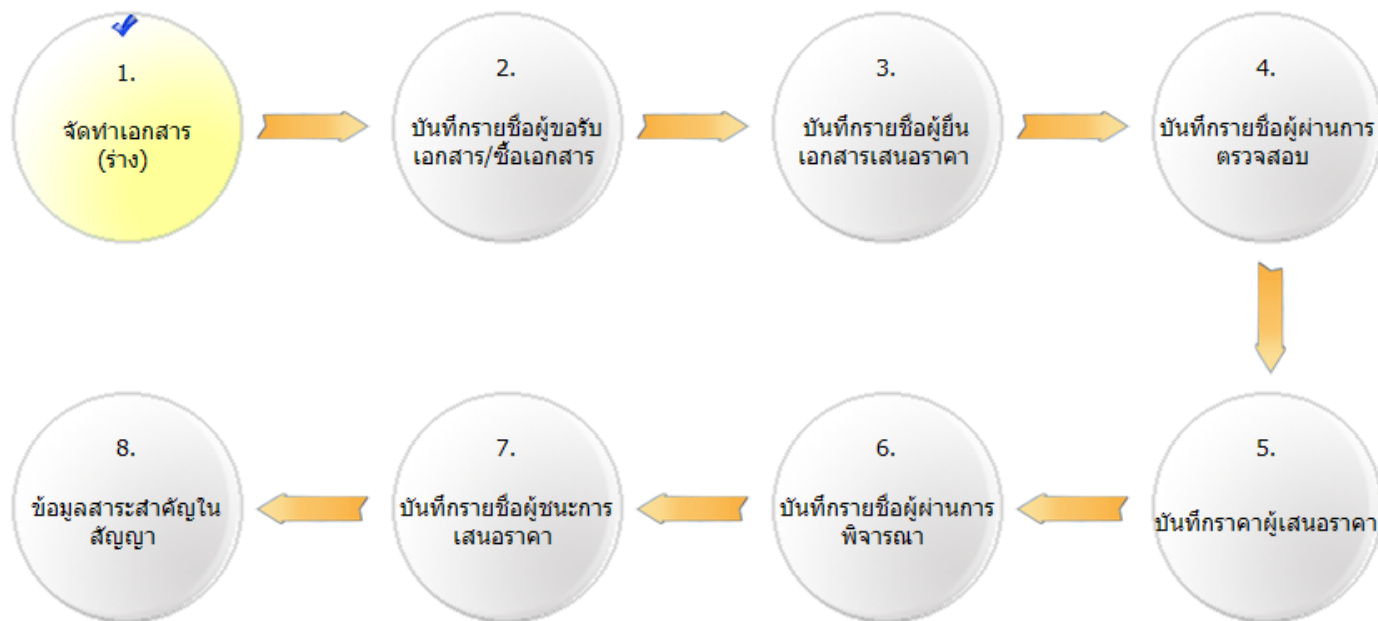 1.
จัดทำเอกสาร
(ร่าง)
2.
บันทึกรายชื่อผู้ขอรับ
เอกสาร/ซื้อเอกสาร
3.
บันทึกรายชื่อผู้ยื่น
เอกสารเสนอราคา
4.
บันทึกรายชื่อผู้ผ่านการ
ตรวจสอบ
5.
บันทึกราคาผู้เสนอราคา
6.
บันทึกรายชื่อผู้ผ่านการ
พิจารณา
7.
บันทึกรายชื่อผู้ชนะการ
เสนอราคา
8.
ข้อมูลสาระสำคัญใน
สัญญา